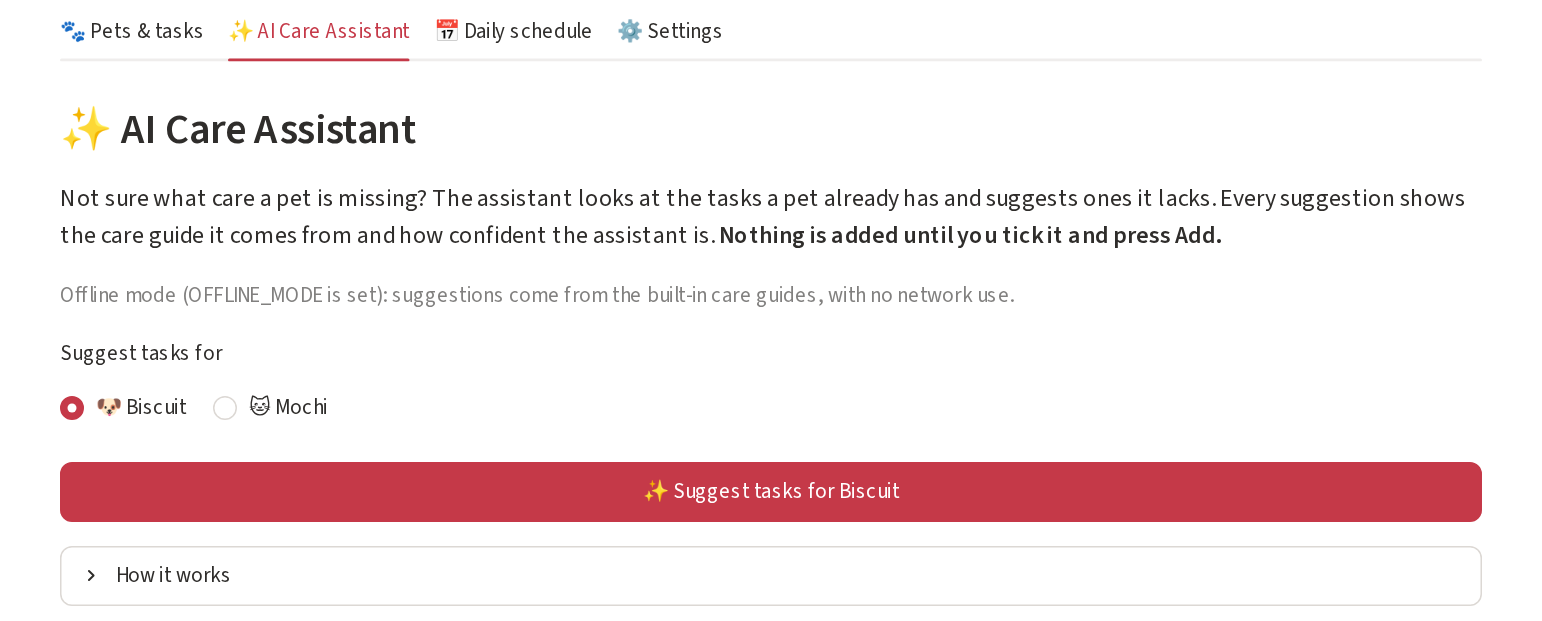 🐾 Pets & tasks ✨ AI Care Assistant 📅 Daily schedule ⚙️ Settings
✨ AI Care Assistant
Not sure what care a pet is missing? The assistant looks at the tasks a pet already has and suggests ones it lacks. Every suggestion shows
the care guide it comes from and how confident the assistant is. Nothing is added until you tick it and press Add.
Offline mode (OFFLINE_MODE is set): suggestions come from the built-in care guides, with no network use.
Suggest tasks for
🐶 Biscuit 🐱 Mochi
✨ Suggest tasks for Biscuit
How it works